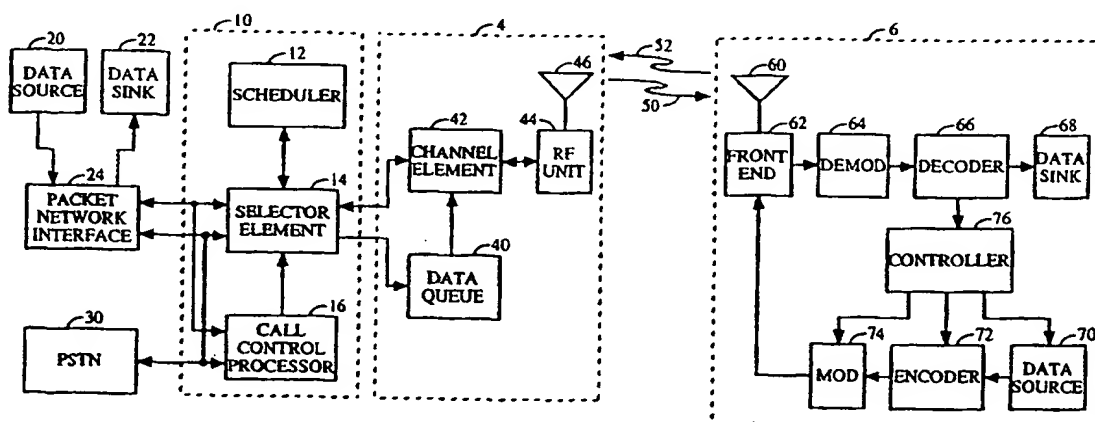 10
4
6
20
22
DATA
SOURCE
DATA
SINK
12
SCHEDULER
52
50
46
60
24
PACKET
NETWORK
INTERFACE
14
SELECTOR
ELEMENT
42
CHANNEL
ELEMENT
44
RF
UNIT
40
DATA
QUEUE
62
FRONT
END
64
DEMOD
66
DECODER
68
DATA
SINK
76
CONTROLLER
30
PSTN
16
CALL
CONTROL
PROCESSOR
74
MOD
72
ENCODER
70
DATA
SOURCE